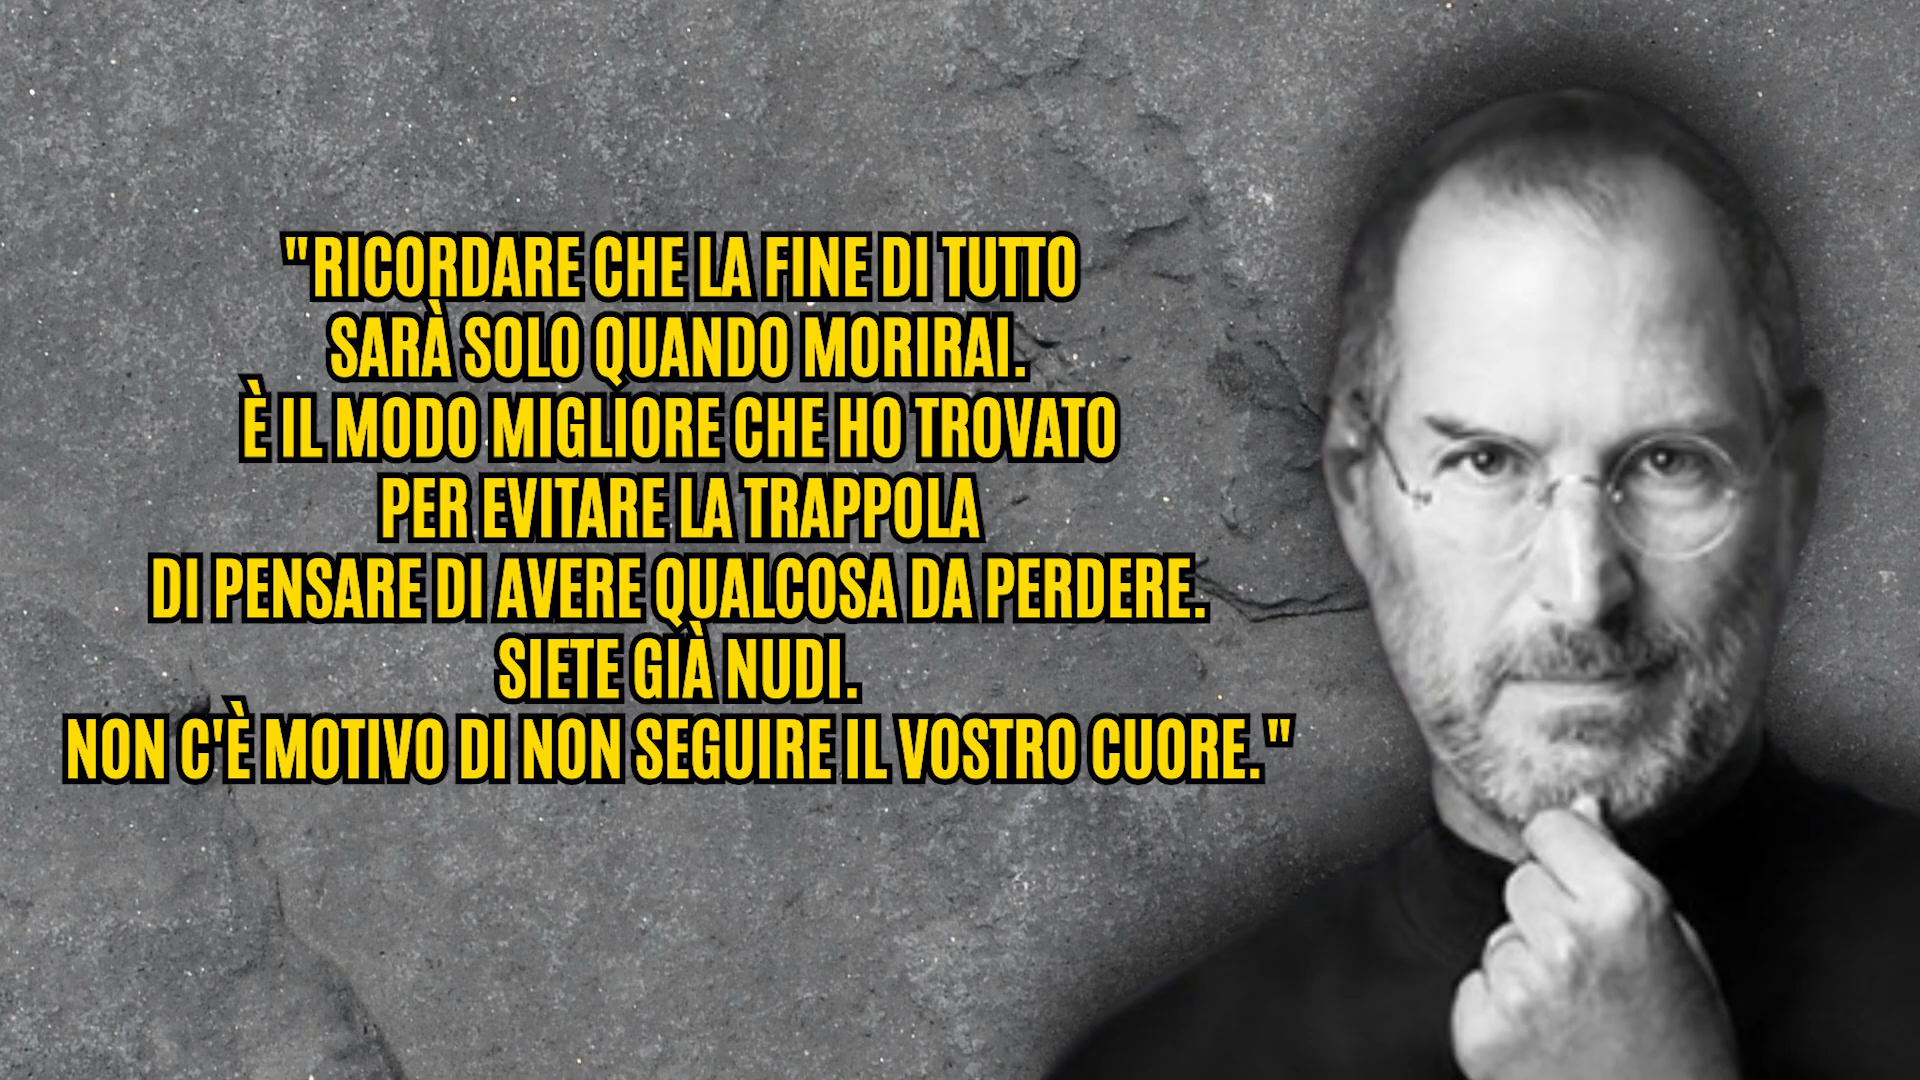 "RICORDARE CHE LA FINE DI TUTTO
SARÀ SOLO QUANDO MORIRAI.
È IL MODO MIGLIORE CHE HO TROVATO
PER EVITARE LA TRAPPOLA
DI PENSARE DI AVERE QUALCOSA DA PERDERE.
SIETE GIÀ NUDI.
NON C'È MOTIVO DI NON SEGUIRE IL VOSTRO CUORE."